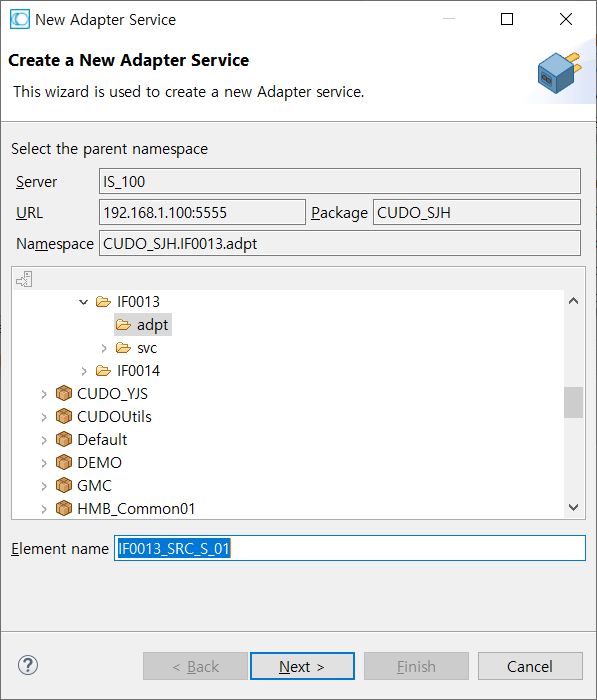 New Adapter Service
Create a New Adapter Service
This wizard is used to create a new Adapter service.
Select the parent namespace
Server IS_100
URL 192.168.1.100:5555 Package CUDO_SJH
Namespace CUDO_SJH.IF0013.adpt
IF0013
adpt
svc
IF0014
CUDO_YJS
CUDOUtils
Default
DEMO
GMC
HMB_Common01
Element name IF0013_SRC_S_01
? < Back Next > Finish Cancel